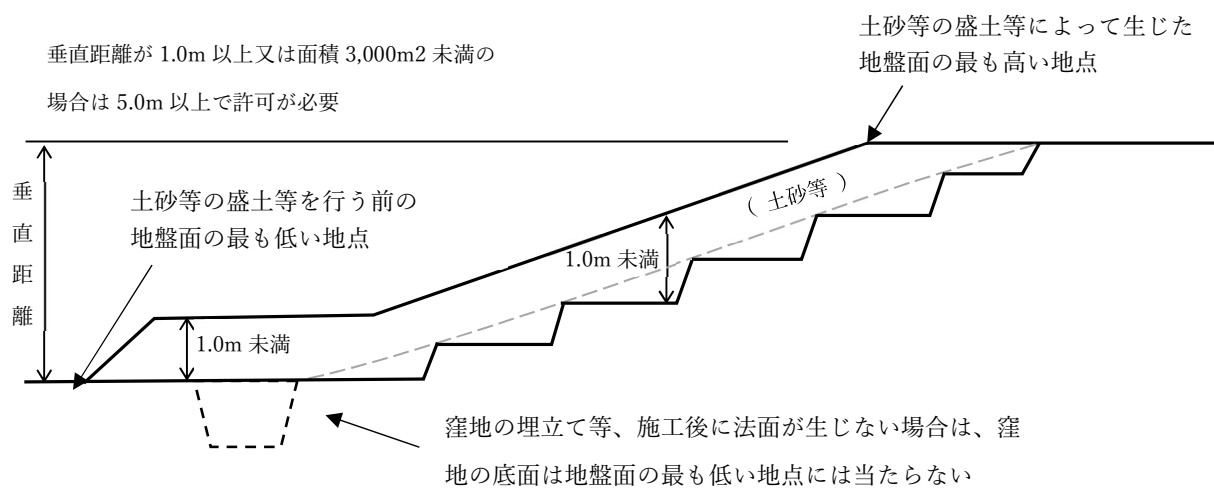 垂直距離が 1.0m 以上又は面積 3,000m2 未満の
場合は 5.0m 以上で許可が必要
土砂等の盛土等によって生じた
地盤面の最も高い地点
垂直距離
土砂等の盛土等を行う前の
地盤面の最も低い地点
（土砂等）
1.0m 未満
1.0m 未満
窪地の埋立て等、施工後に法面が生じない場合は、窪
地の底面は地盤面の最も低い地点には当たらない